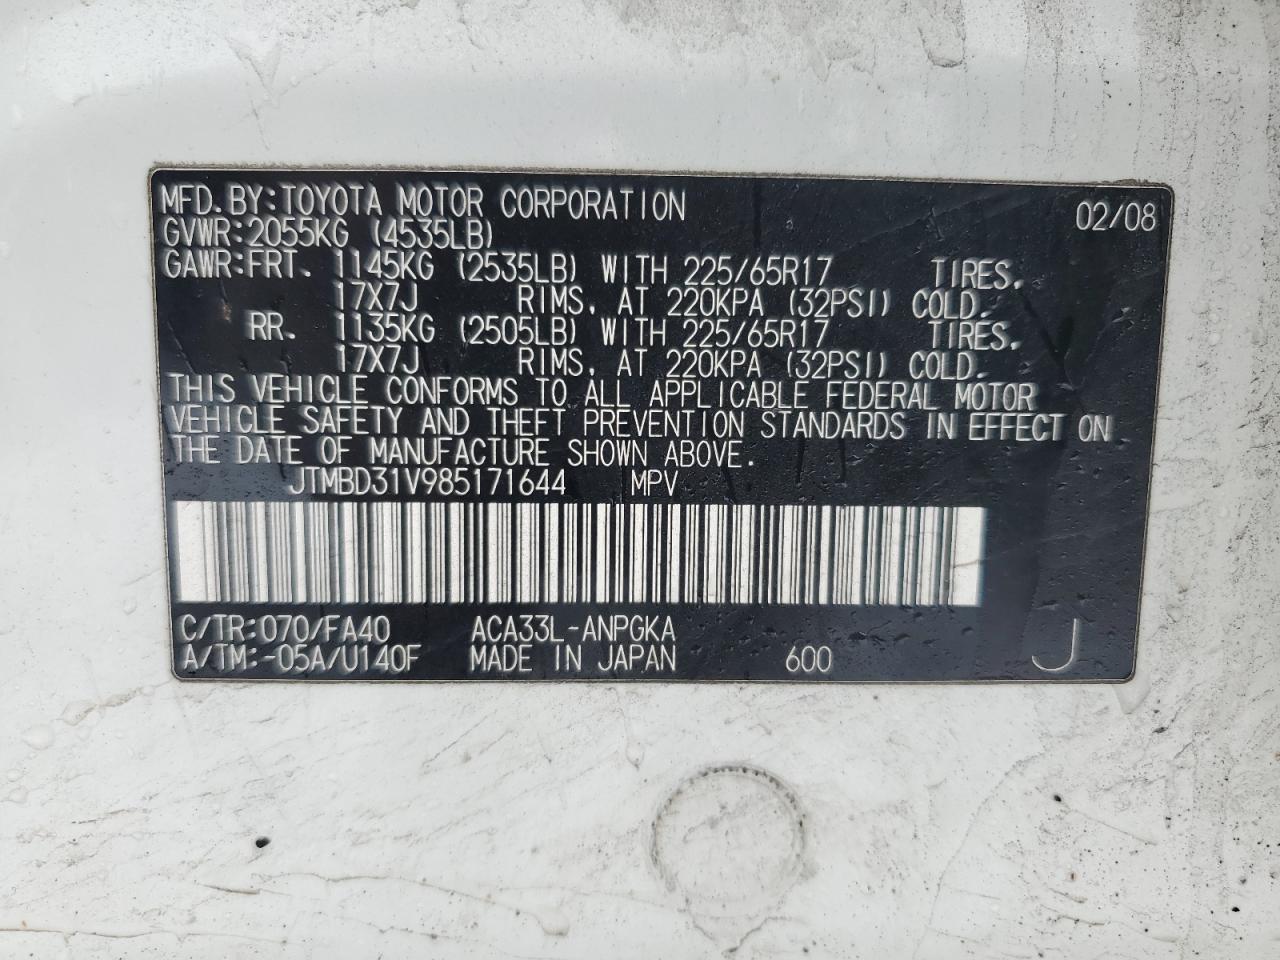 MFD. BY: TOYOTA MOTOR CORPORATION 02/08
GVWR: 2055KG (4535LB)
GAWR: FRT. 1145KG (2535LB) WITH 225/65R17 TIRES,
17X7J RIMS, AT 220KPA (32PSI) COLD.
RR. 1135KG (2505LB) WITH 225/65R17 TIRES,
17X7J RIMS, AT 220KPA (32PSI) COLD.
THIS VEHICLE CONFORMS TO ALL APPLICABLE FEDERAL MOTOR
VEHICLE SAFETY AND THEFT PREVENTION STANDARDS IN EFFECT ON
THE DATE OF MANUFACTURE SHOWN ABOVE.
JTMBD31V985171644 MPV
C/TR: 070/FA40 ACA33L-ANPGKA
A/TM: -05A/U140F MADE IN JAPAN 600 J